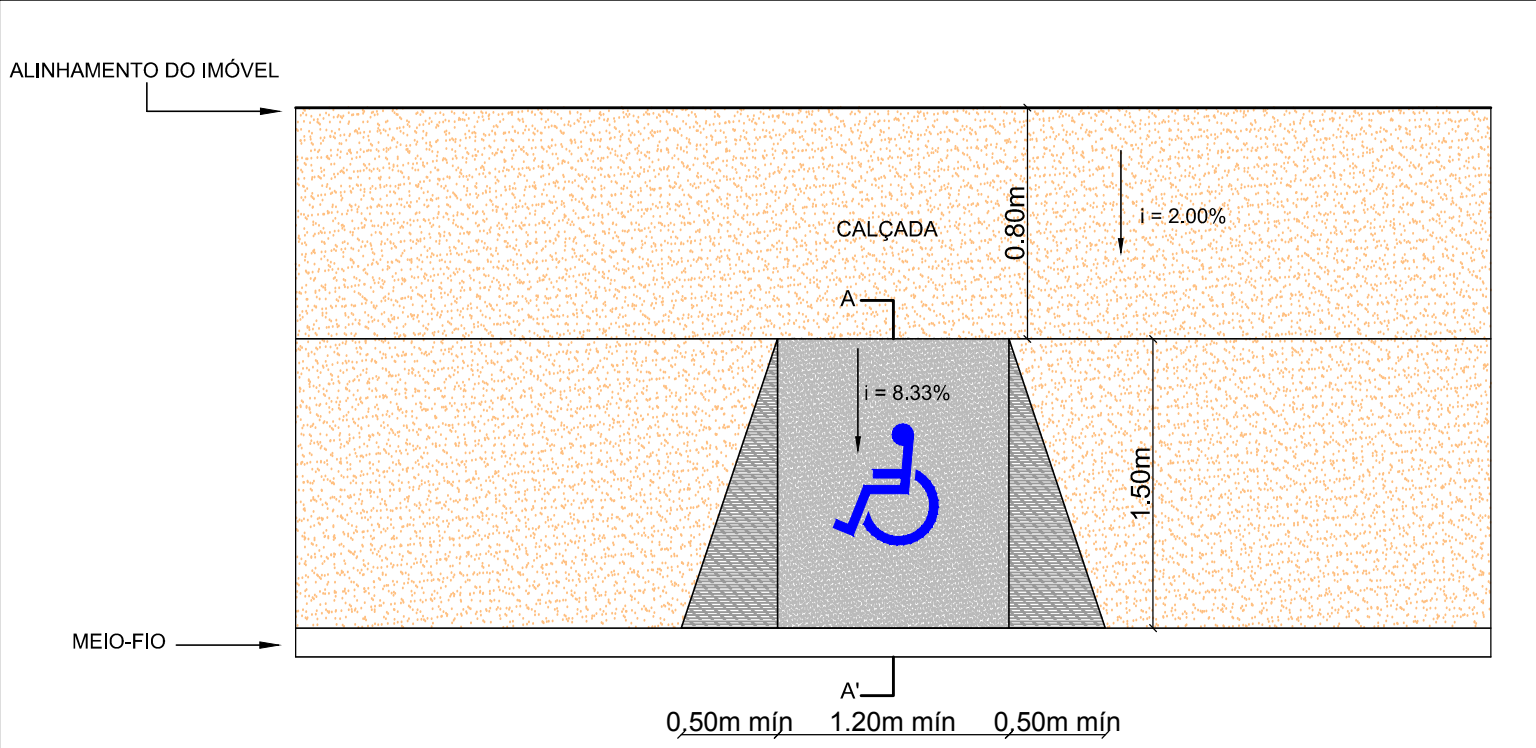 ALINHAMENTO DO IMÓVEL
0.80m
i = 2.00%
CALÇADA
A
i = 8.33%
1.50m
MEIO-FIO
A'
0.50m mín 1.20m mín 0.50m mín